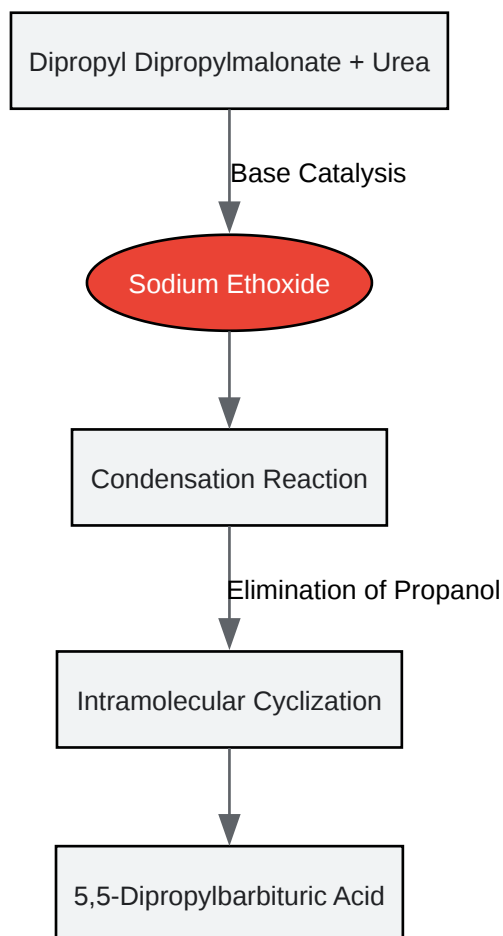 Dipropyl Dipropylmalonate + Urea
Base Catalysis
Sodium Ethoxide
Condensation Reaction
Elimination of Propanol
Intramolecular Cyclization
5,5-Dipropylbarbituric Acid